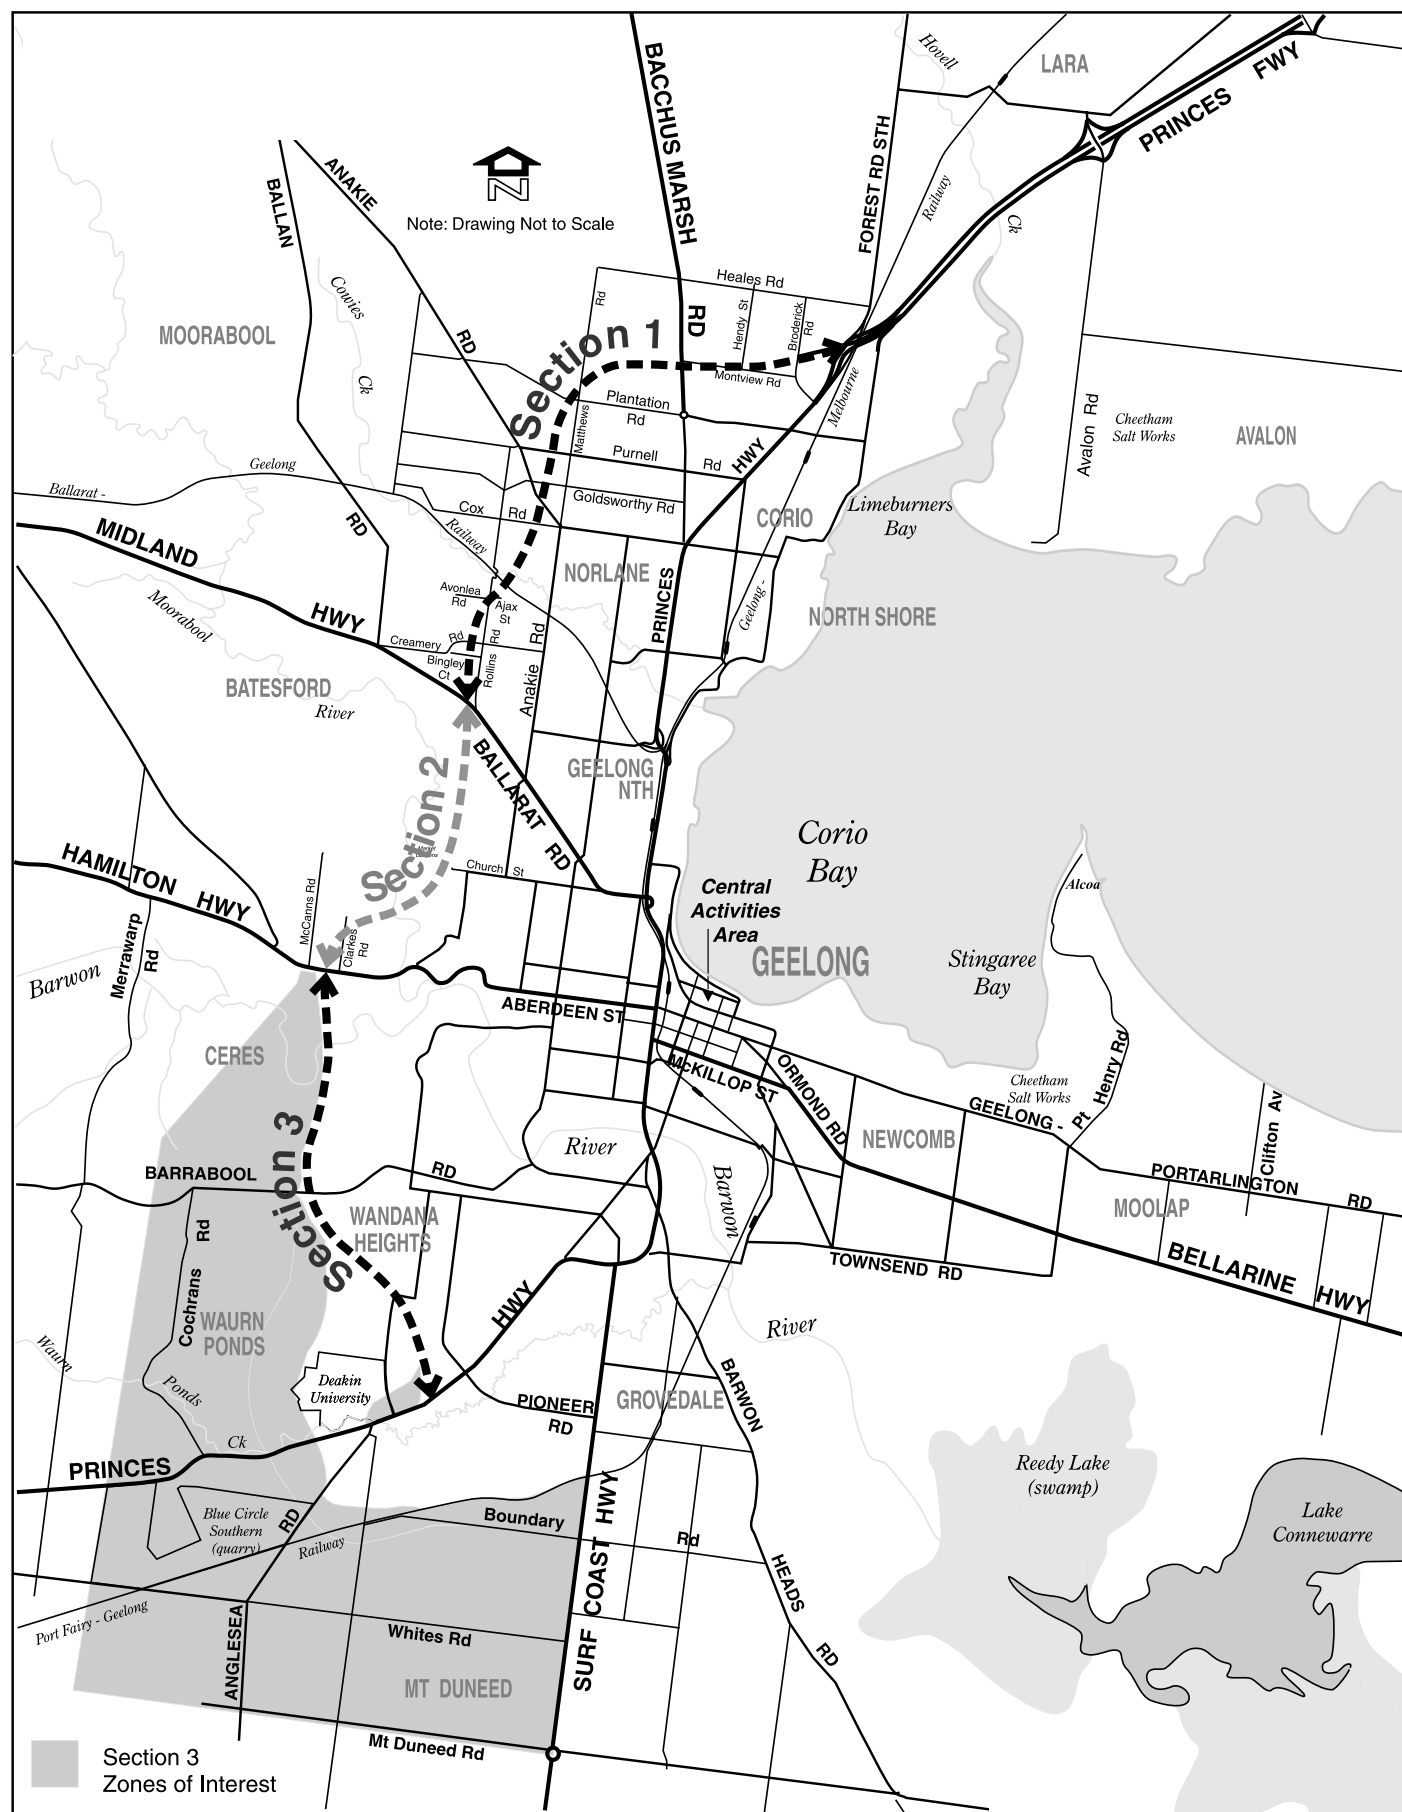 Hovell
LARA
PRINCES FWY
BACCHUS MARSH
RD
FOREST RD STH
Railway
Ck
ANAKIE
RD
BALLAN
RD
N
Note: Drawing Not to Scale
Cowies
Ck
MOORABOOL
Heales Rd
Rd
Hendy St
Broderick
Rd
Section 1
Montview Rd
Melbourne
Matthews
Plantation
Rd
Purnell Rd
HWY
Goldsworthy Rd
Cox Rd
Avalon Rd
Cheetham
Salt Works
AVALON
Geelong
Ballarat -
Railway
MIDLAND
HWY
CORIO
Limeburners
Bay
NORLANE
PRINCES
Geelong -
NORTH SHORE
Moorabool
River
Avonlea
Rd
Ajax
St
Creamery Rd
Bingley
Ct
Rollins Rd
Anakie Rd
BATESFORD
Section 2
BALLARAT RD
GEELONG
NTH
Corio
Bay
Church St
HAMILTON HWY
McCanns Rd
Clarkes
Rd
Merrawarp
Rd
Barwon
Central
Activities
Area
GEELONG
Alcoa
Stingaree
Bay
ABERDEEN ST
McKILLOP ST
ORMOND RD
CERES
Cheetham
Salt Works
GEELONG -
Pt Henry Rd
Clifton Av
NEWCOMB
PORTARLINGTON RD
MOOLAP
BELLARINE HWY
TOWNSEND RD
Section 3
BARRABOOL
RD
River
Barwon
River
WANDANA
HEIGHTS
Cochrans Rd
WAURN
PONDS
HWY
Waurn
Ponds
Ck
Deakin
University
PIONEER
RD
GROVEDALE
BARWON
HEADS
RD
PRINCES
Blue Circle
Southern
(quarry)
RD
Railway
Boundary
Rd
Reedy Lake
(swamp)
Lake
Connewarre
Port Fairy - Geelong
ANGLESEA
Whites Rd
SURF COAST HWY
MT DUNEED
Mt Duneed Rd
Section 3
Zones of Interest